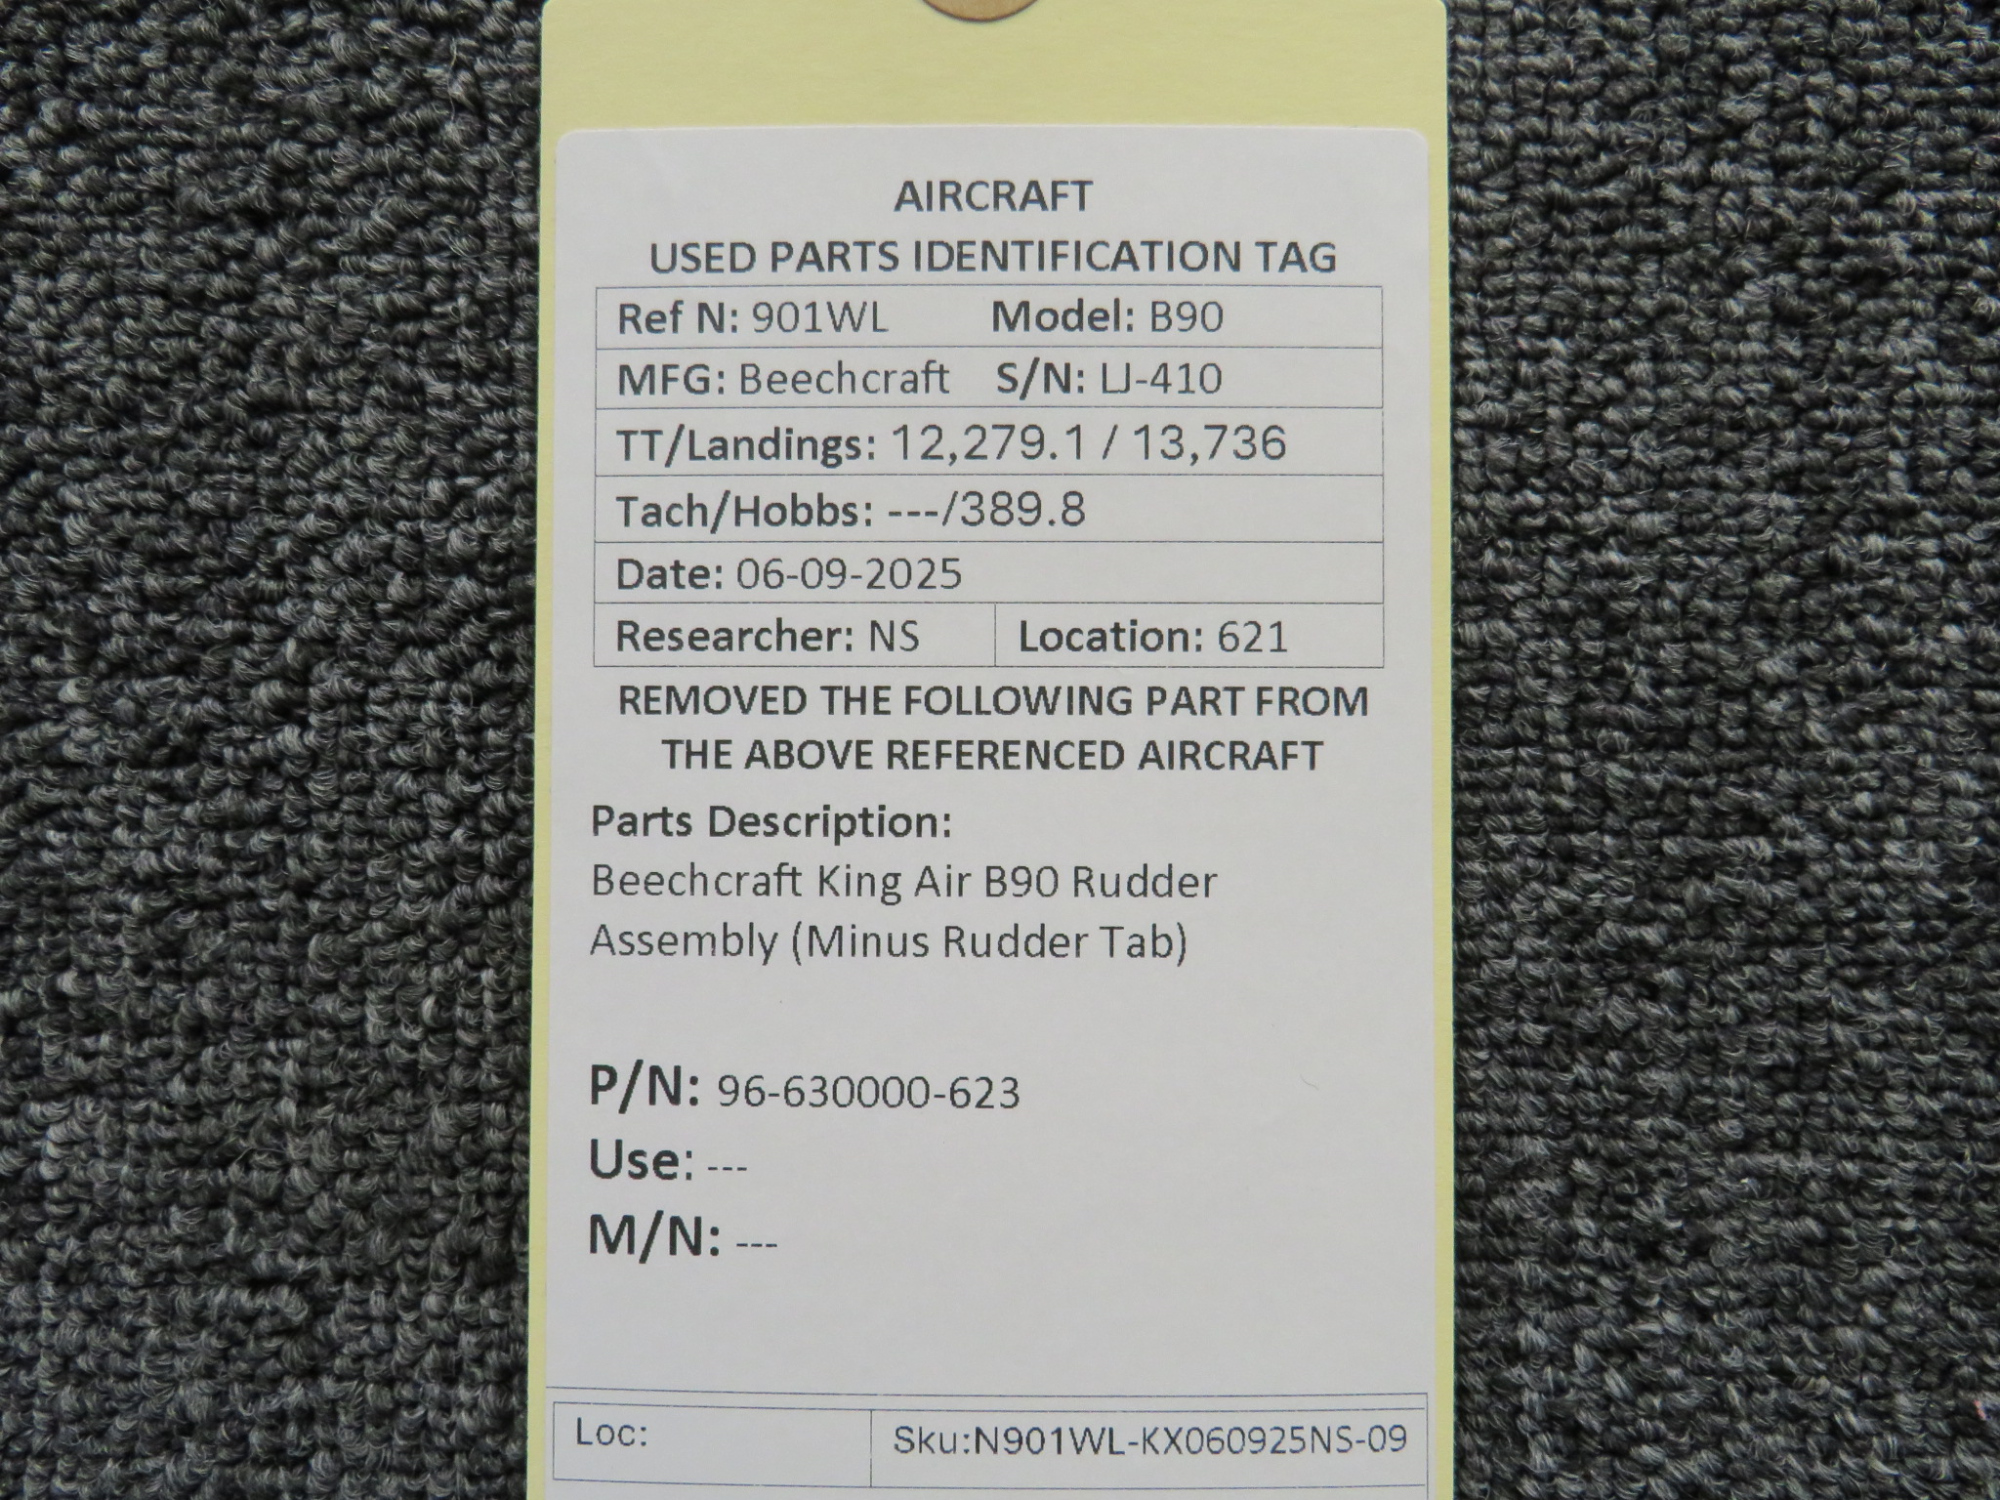 AIRCRAFT
USED PARTS IDENTIFICATION TAG
Ref N: 901WL Model: B90
MFG: Beechcraft S/N: LJ-410
TT/Landings: 12,279.1 / 13,736
Tach/Hobbs: ---/389.8
Date: 06-09-2025
Researcher: NS Location: 621
REMOVED THE FOLLOWING PART FROM
THE ABOVE REFERENCED AIRCRAFT
Parts Description:
Beechcraft King Air B90 Rudder
Assembly (Minus Rudder Tab)
P/N: 96-630000-623
Use: ---
M/N: ---
Loc: Sku:N901WL-KX060925NS-09